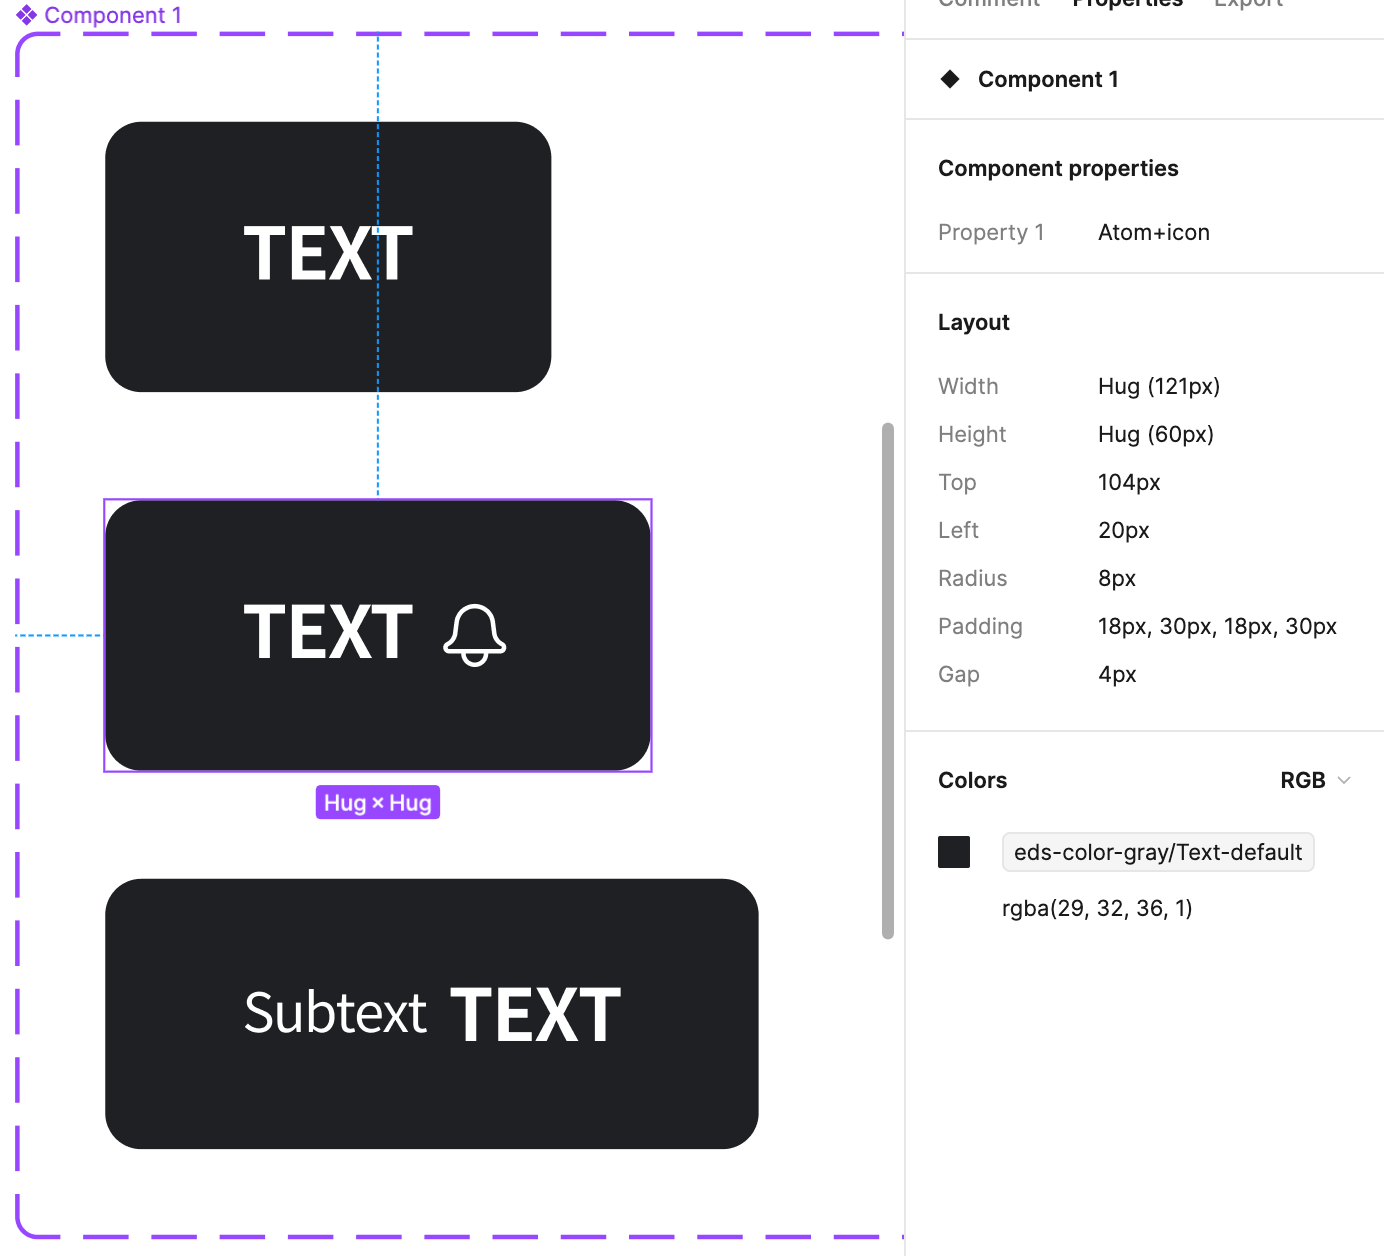 Component 1
TEXT
TEXT
Hug × Hug
Subtext TEXT
Comment Properties Export
Component 1
Component properties
Property 1 Atom+icon
Layout
Width Hug (121px)
Height Hug (60px)
Top 104px
Left 20px
Radius 8px
Padding 18px, 30px, 18px, 30px
Gap 4px
Colors RGB
eds-color-gray/Text-default
rgba(29, 32, 36, 1)